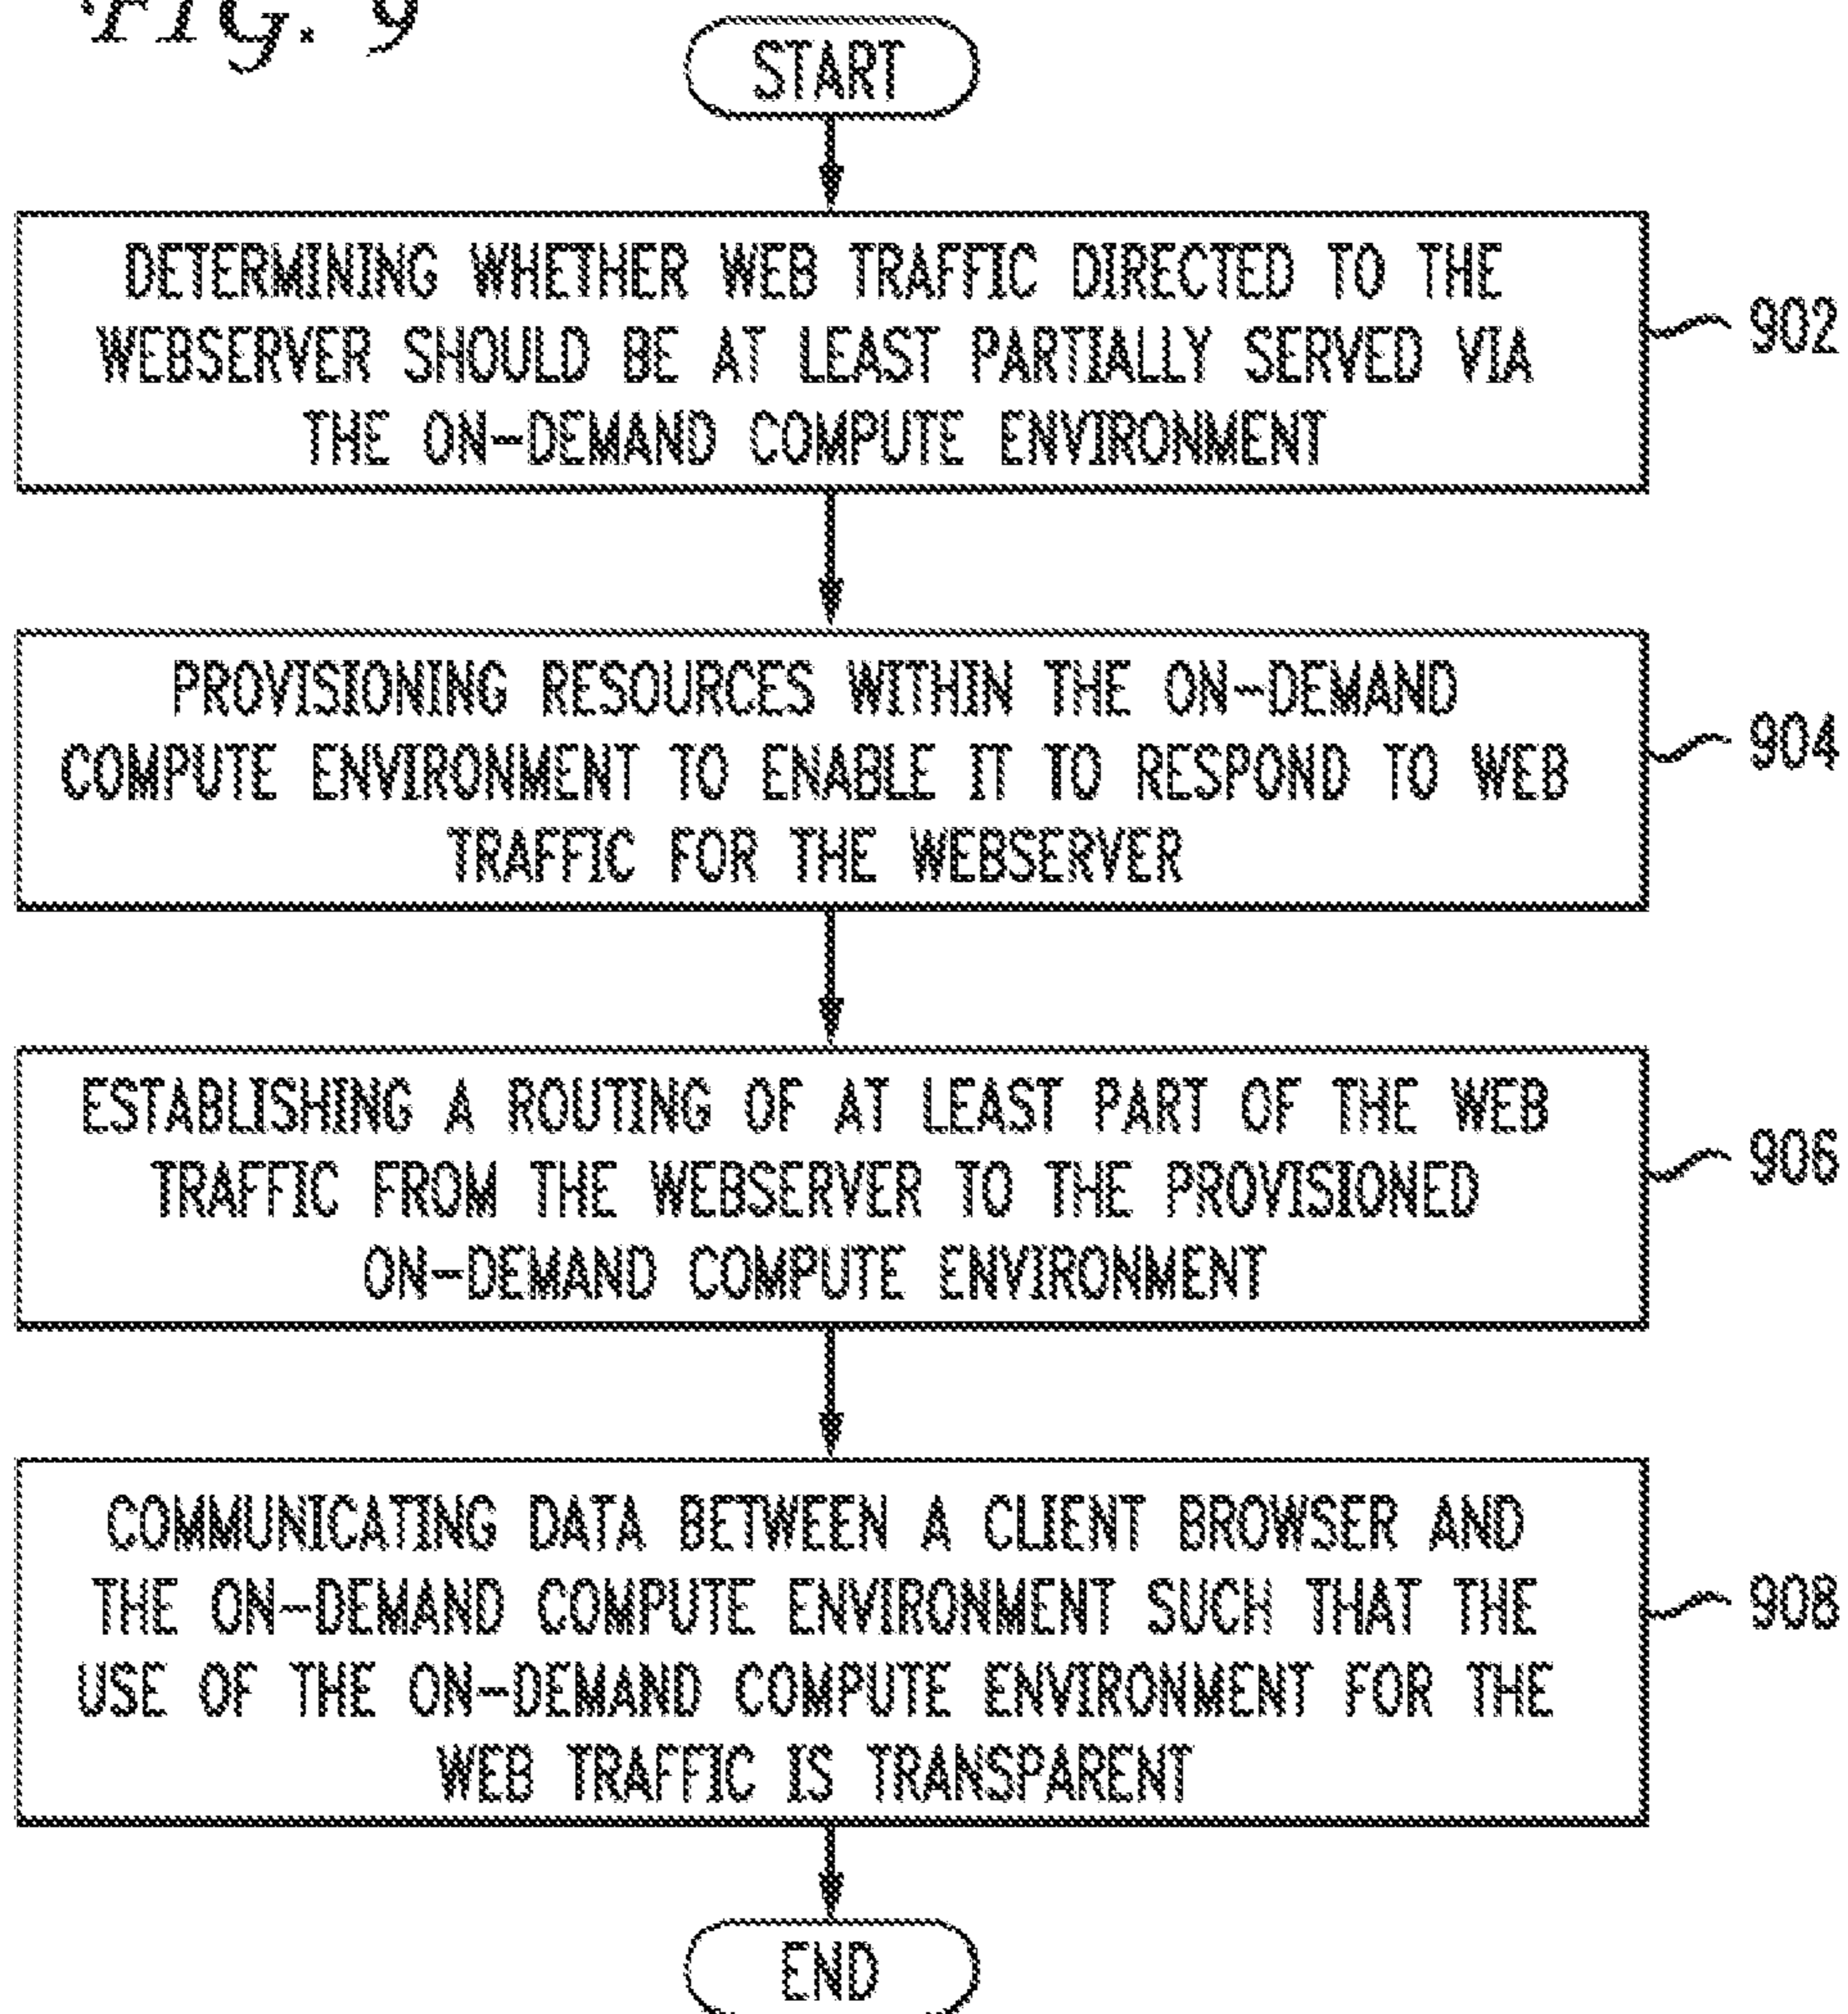 FIG. 9
START
DETERMINING WHETHER WEB TRAFFIC DIRECTED TO THE
WEBSERVER SHOULD BE AT LEAST PARTIALLY SERVED VIA
THE ON-DEMAND COMPUTE ENVIRONMENT
902
PROVISIONING RESOURCES WITHIN THE ON-DEMAND
COMPUTE ENVIRONMENT TO ENABLE IT TO RESPOND TO WEB
TRAFFIC FOR THE WEBSERVER
904
ESTABLISHING A ROUTING OF AT LEAST PART OF THE WEB
TRAFFIC FROM THE WEBSERVER TO THE PROVISIONED
ON-DEMAND COMPUTE ENVIRONMENT
906
COMMUNICATING DATA BETWEEN A CLIENT BROWSER AND
THE ON-DEMAND COMPUTE ENVIRONMENT SUCH THAT THE
USE OF THE ON-DEMAND COMPUTE ENVIRONMENT FOR THE
WEB TRAFFIC IS TRANSPARENT
908
END